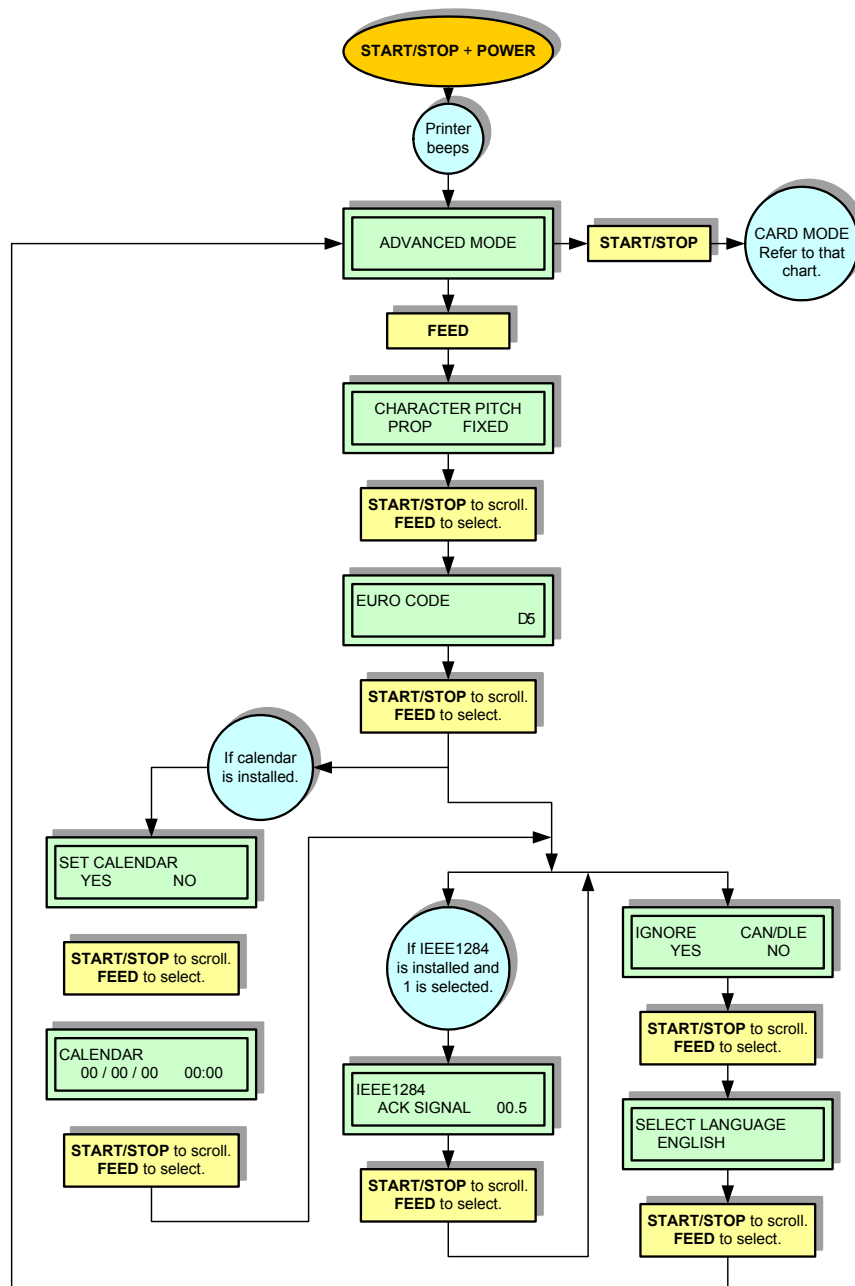 START/STOP + POWER
Printer
beeps
ADVANCED MODE
START/STOP
CARD MODE
Refer to that
chart.
FEED
CHARACTER PITCH
PROP FIXED
START/STOP to scroll.
FEED to select.
EURO CODE
D5
START/STOP to scroll.
FEED to select.
If calendar
is installed.
SET CALENDAR
YES NO
START/STOP to scroll.
FEED to select.
CALENDAR
00 / 00 / 00 00:00
START/STOP to scroll.
FEED to select.
If IEEE1284
is installed and
1 is selected.
IEEE1284
ACK SIGNAL 00.5
START/STOP to scroll.
FEED to select.
IGNORE CAN/DLE
YES NO
START/STOP to scroll.
FEED to select.
SELECT LANGUAGE
ENGLISH
START/STOP to scroll.
FEED to select.